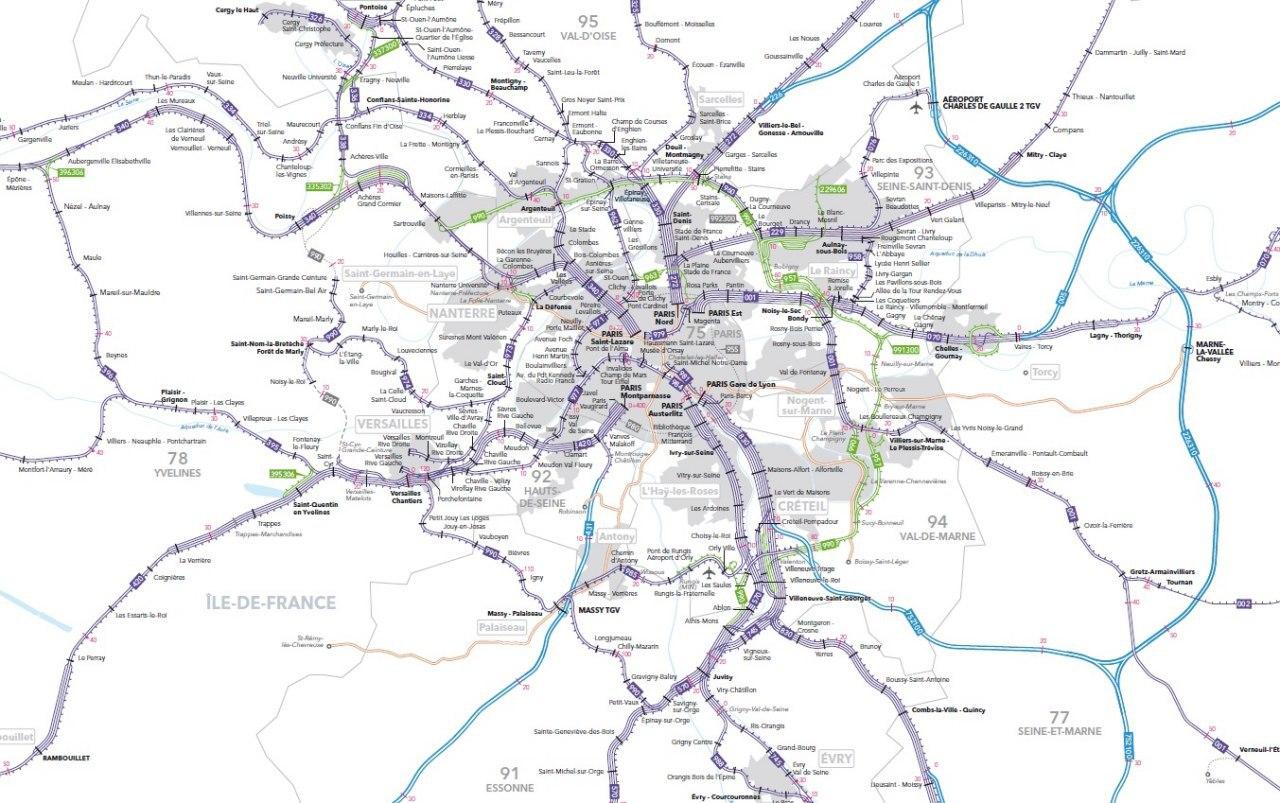 Cergy le Haut
Cergy
Saint-Christophe
Cergy Préfecture
Pontoise
Épluches
St-Ouen-l'Aumône
St-Ouen-l'Aumône-
Quartier de l'Église
Saint-Ouen-
l'Aumône Liesse
Pierrelaye
Méry
Frépillon
Bessancourt
Taverny
Vaucelles
Saint-Leu-la-Forêt
Montigny -
Beauchamp
Gros Noyer Saint-Prix
Ermont Halte
Ermont -
Eaubonne
Cernay
95
VAL-D'OISE
Bouffémont - Moisselles
Domont
Écouen - Ézanville
Sarcelles
Sarcelles -
Saint-Brice
Louvres
Les Noues
Goussainville
Villiers-le-Bel -
Gonesse - Arnouville
Garges - Sarcelles
Pierrefitte - Stains
Aéroport
Charles de Gaulle 1
AÉROPORT
CHARLES DE GAULLE 2 TGV
Dammartin - Juilly - Saint-Mard
Thieux - Nantouillet
Compans
Mitry - Claye
Villeparisis - Mitry-le-Neuf
Vert Galant
Parc des Expositions
Villepinte
93
SEINE-SAINT-DENIS
Sevran
Beaudottes
Meulan - Hardricourt
Thun-le-Paradis
Vaux-
sur-Seine
Les Mureaux
Juziers
Gargenville
Aubergenville Elisabethville
Épône -
Mézières
Les Clairières
de Verneuil
Vernouillet - Verneuil
Triel-
sur-Seine
Maurecourt
Andrésy
Chanteloup-
les-Vignes
Neuville Université
Éragny - Neuville
Conflans-Sainte-Honorine
Conflans Fin d'Oise
Herblay
La Frette - Montigny
Franconville -
Le Plessis-Bouchard
Cormeilles-
en-Parisis
Achères-Ville
Achères
Grand Cormier
Maisons-Laffitte
Sartrouville
Poissy
Villennes-sur-Seine
Houilles - Carrières-sur-Seine
Sannois
Val
d'Argenteuil
Argenteuil
Argenteuil
Champ de Courses
d'Enghien
Enghien-
les-Bains
La Barre -
Ormesson
Deuil -
Montmagny
Groslay
Villetaneuse-
Université
St-Gratien
Épinay-
Villetaneuse
Épinay-
sur-Seine
Saint-
Denis
Stade de France
Saint-Denis
Genne-
villiers
Les
Grésillons
Le Stade
Colombes
Bois-Colombes
Asnières-
sur-Seine
Bécon les Bruyères
La Garenne-
Colombes
Les
Vallées
Courbevoie
La Défense
Puteaux
Nanterre Université
Nanterre-Préfecture
La Folie-Nanterre
NANTERRE
Suresnes Mont Valérien
Saint-Germain-en-Laye
Saint-Germain-
en-Laye
Saint-Germain Grande Ceinture
Saint-Germain Bel Air
Mareil-Marly
Saint-Nom-la-Bretèche
Forêt de Marly
L'Étang-
la-Ville
Marly-le-Roi
Louveciennes
Bougival
La Celle
Saint-Cloud
Vaucresson
Garches -
Marnes-
la-Coquette
Le Val d'Or
Saint-
Cloud
Noisy-le-Roi
Nézel - Aulnay
Maule
Mareil-sur-Mauldre
Beynes
Plaisir -
Grignon
Plaisir - Les Clayes
Villepreux - Les Clayes
Fontenay-
le-Fleury
Saint-
Cyr
St-Cyr
Grande-Ceinture
Villiers - Neauphle - Pontchartrain
Montfort-l'Amaury - Méré
78
YVELINES
Saint-Quentin
en Yvelines
Trappes
Trappes-Marchandises
La Verrière
Coignières
Les Essarts-le-Roi
Le Perray
RAMBOUILLET
ÎLE-DE-FRANCE
VERSAILLES
Versailles
Rive Droite
Montreuil
Viroflay
Rive Droite
Versailles
Rive Gauche
Versailles
Chantiers
Versailles-
Matelots
Porchefontaine
Chaville - Vélizy
Viroflay Rive Gauche
Chaville
Rive Gauche
Chaville
Rive Droite
Sèvres-
Ville-d'Avray
Sèvres
Rive Gauche
Bellevue
Meudon
Meudon Val Fleury
Clamart
92
HAUTS-
DE-SEINE
Petit Jouy Les Loges
Jouy-en-Josas
Vauboyen
Bièvres
Igny
Massy - Palaiseau
MASSY TGV
Palaiseau
Massy - Verrières
Antony
Chemin
d'Antony
Robinson
St-Rémy-
lès-Chevreuse
Longjumeau
Chilly-Mazarin
Gravigny-Balizy
Petit-Vaux
Épinay-sur-Orge
Savigny-
sur-Orge
Sainte-Geneviève-des-Bois
Saint-Michel-sur-Orge
91
ESSONNE
Juvisy
Viry-Châtillon
Grigny-Val-de-Seine
Ris-Orangis
Grigny Centre
Grand-Bourg
Évry
Val de Seine
Orangis Bois de l'Épine
Évry - Courcouronnes
ÉVRY
PARIS
Saint-Lazare
PARIS
Nord
PARIS Est
Magenta
75
PARIS
Haussmann Saint-Lazare
Musée d'Orsay
Saint-Michel Notre-Dame
Châtelet-les-Halles
Pont de l'Alma
Invalides
Champ de Mars
Tour Eiffel
Av. du Pdt Kennedy
Radio France
Boulainvilliers
Avenue
Henri Martin
Avenue Foch
Neuilly
Porte Maillot
Péreire
Levallois
Boulevard-Victor
Javel
Issy
Val de
Seine
Paris
Vaugirard
PARIS
Montparnasse
PARIS Gare de Lyon
Paris-Bercy
PARIS
Austerlitz
Bibliothèque
François
Mitterrand
Ivry-sur-Seine
Vitry-sur-Seine
Vanves
Malakoff
Montrouge-
Châtillon
L'Haÿ-les-Roses
Les Ardoines
Choisy-le-Roi
Orly Ville
Pont de Rungis
Aéroport d'Orly
Rungis-la-Fraternelle
Les Saules
Ablon
Athis-Mons
Maisons-Alfort - Alfortville
Le Vert de Maisons
CRÉTEIL
Créteil-Pompadour
Villeneuve Triage
Villeneuve-le-Roi
Villeneuve-Saint-Georges
Valenton
Vigneux-
sur-Seine
Montgeron -
Crosne
Yerres
Brunoy
Boussy-Saint-Antoine
Combs-la-Ville - Quincy
Lieusaint - Moissy
Boissy-Saint-Léger
Sucy-Bonneuil
La Varenne-Chennevières
94
VAL-DE-MARNE
Stains
Stains-
Cerisaie
Dugny-
La Courneuve
Le
Bourget
Drancy
Le Blanc-
Mesnil
Aulnay-
sous-Bois
La Courneuve
Aubervilliers
La Plaine
Stade de France
Rosa Parks
Pantin
Bobigny
Noisy-le-Sec
Bondy
Le Raincy
Remise
à Jorelle
Sevran - Livry
Rougemont Chanteloup
Freinville Sevran
L'Abbaye
Lycée Henri Sellier
Livry-Gargan
Les Pavillons-sous-Bois
Allée de la Tour Rendez-Vous
Les Coquetiers
Le Raincy - Villemomble - Montfermeil
Gagny
Le Chénay
Gagny
Chelles-
Gournay
Vaires - Torcy
Lagny - Thorigny
Esbly
Les Champs-Forts
MARNE-
LA-VALLÉE
Chessy
Torcy
Rosny-Bois Perrier
Rosny-sous-Bois
Val de Fontenay
Nogent-
sur-Marne
Nogent - Le Perreux
Neuilly-sur-Marne
Bry-sur-Marne
Les Boullereaux Champigny
Villiers-sur-Marne -
Le Plessis-Trévise
Les Yvris Noisy-le-Grand
Émerainville - Pontault-Combault
Roissy-en-Brie
Ozoir-la-Ferrière
Gretz-Armainvilliers
Tournan
77
SEINE-ET-MARNE
Yèbles
Aqueduc de la Dhuis
La Marne
La Seine
L'Oise
Aqueduc de l'Avre